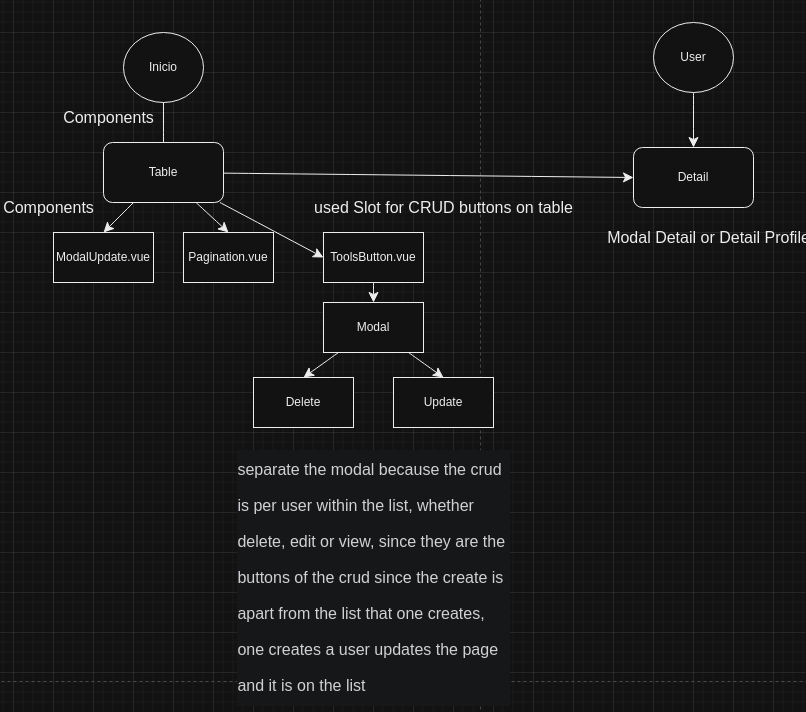 Inicio
User
Components
Table
Detail
Components
used Slot for CRUD buttons on table
Modal Detail or Detail Profile
ModalUpdate.vue
Pagination.vue
ToolsButton.vue
Modal
Delete
Update
separate the modal because the crud
is per user within the list, whether
delete, edit or view, since they are the
buttons of the crud since the create is
apart from the list that one creates,
one creates a user updates the page
and it is on the list